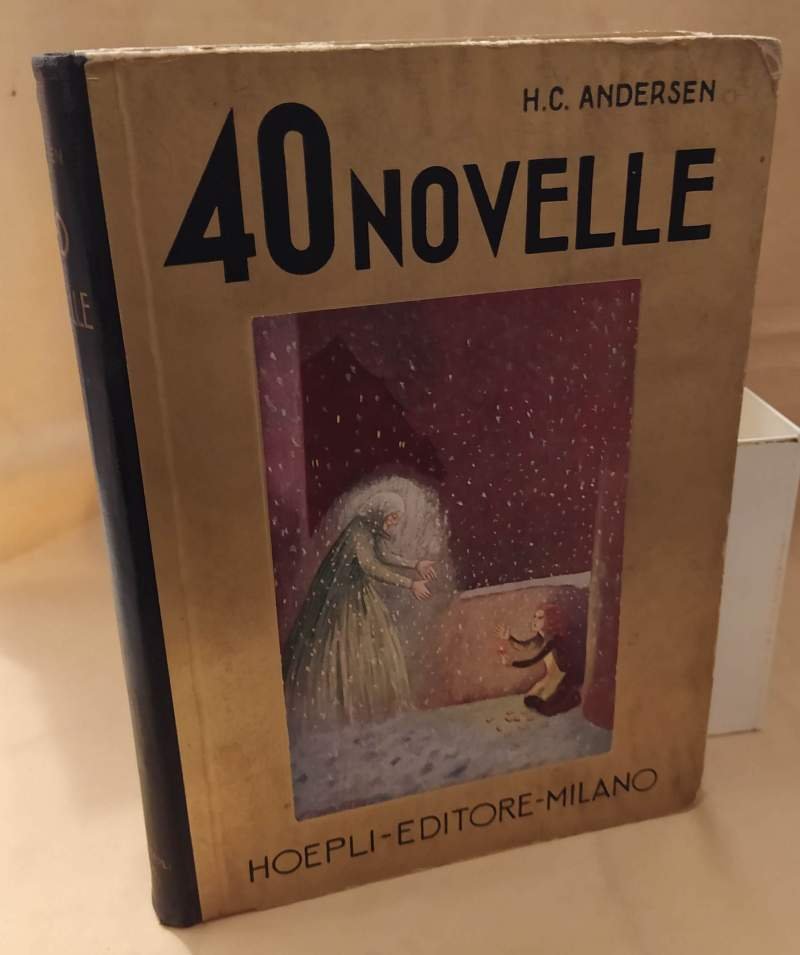 H.C. ANDERSEN
40 NOVELLE
HOEPLI-EDITORE-MILANO